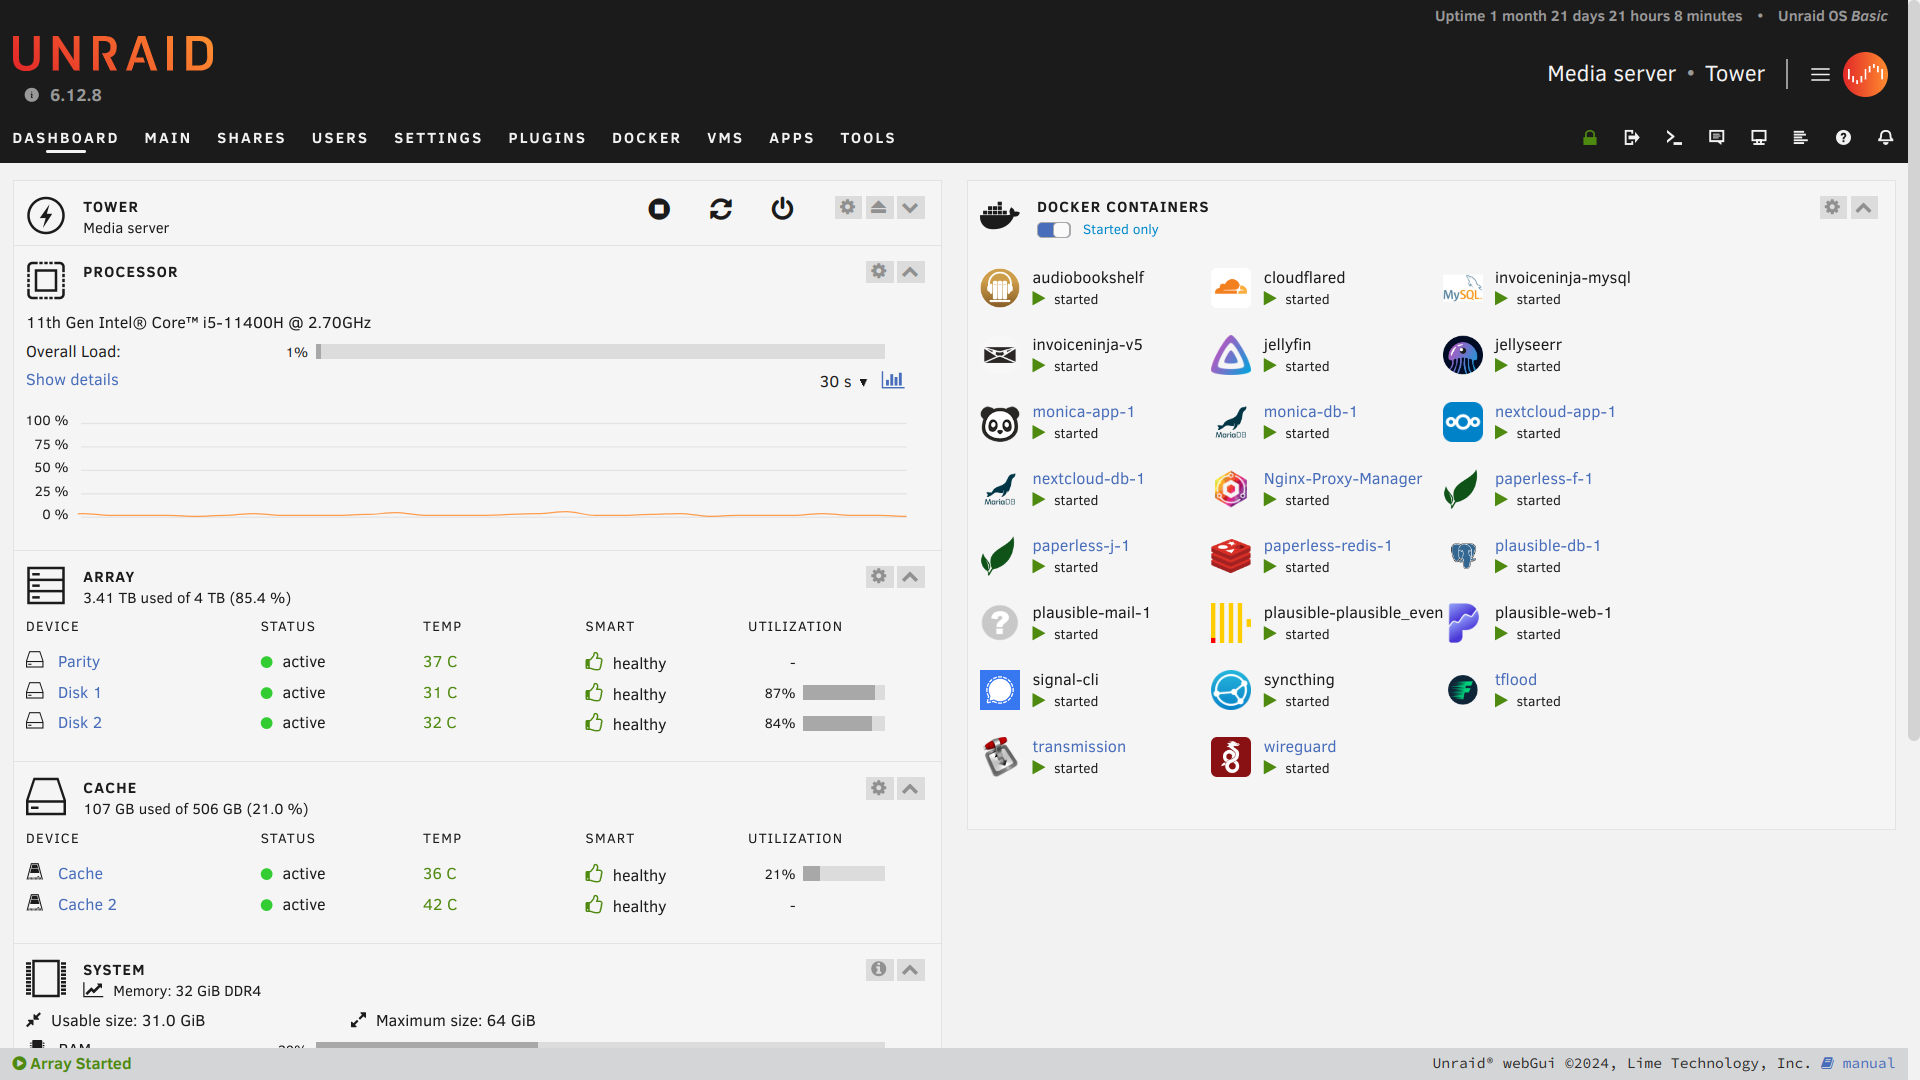 Uptime 1 month 21 days 21 hours 8 minutes • Unraid OS Basic
UNRAID
6.12.8
Media server • Tower
DASHBOARD MAIN SHARES USERS SETTINGS PLUGINS DOCKER VMS APPS TOOLS
TOWER
Media server
PROCESSOR
11th Gen Intel® Core™ i5-11400H @ 2.70GHz
Overall Load: 1%
Show details 30 s
100 %
75 %
50 %
25 %
0 %
ARRAY
3.41 TB used of 4 TB (85.4 %)
DEVICE STATUS TEMP SMART UTILIZATION
Parity active 37 C healthy -
Disk 1 active 31 C healthy 87%
Disk 2 active 32 C healthy 84%
CACHE
107 GB used of 506 GB (21.0 %)
DEVICE STATUS TEMP SMART UTILIZATION
Cache active 36 C healthy 21%
Cache 2 active 42 C healthy -
SYSTEM
Memory: 32 GiB DDR4
Usable size: 31.0 GiB Maximum size: 64 GiB
RAM
DOCKER CONTAINERS
Started only
audiobookshelf cloudflared invoiceninja-mysql
started started started
MySQL
invoiceninja-v5 jellyfin jellyseerr
started started started
monica-app-1 monica-db-1 nextcloud-app-1
started started started
MariaDB
nextcloud-db-1 Nginx-Proxy-Manager paperless-f-1
started started started
MariaDB
paperless-j-1 paperless-redis-1 plausible-db-1
started started started
plausible-mail-1 plausible-plausible_even plausible-web-1
started started started
signal-cli syncthing tflood
started started started
transmission wireguard
started started
Array Started
Unraid® webGui ©2024, Lime Technology, Inc. manual